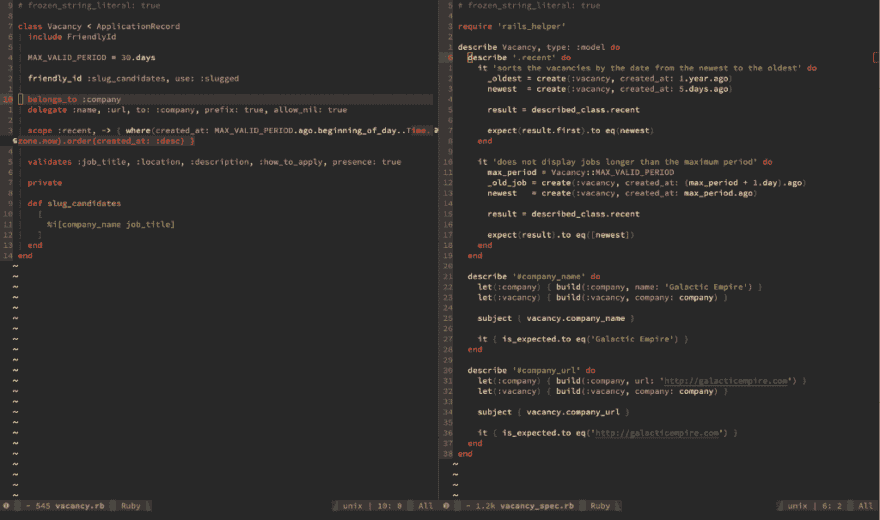 # frozen_string_literal: true
class Vacancy < ApplicationRecord
include FriendlyId
MAX_VALID_PERIOD = 30.days
friendly_id :slug_candidates, use: :slugged
belongs_to :company
delegate :name, :url, to: :company, prefix: true, allow_nil: true
scope :recent, -> { where(created_at: MAX_VALID_PERIOD.ago.beginning_of_day..Time.
zone.now).order(created_at: :desc) }
validates :job_title, :location, :description, :how_to_apply, presence: true
private
def slug_candidates
[
%i[company_name job_title]
]
end
end
- 545 vacancy.rb Ruby unix | 10: 0 All
# frozen_string_literal: true
require 'rails_helper'
describe Vacancy, type: :model do
describe '.recent' do
it 'sorts the vacancies by the date from the newest to the oldest' do
_oldest = create(:vacancy, created_at: 1.year.ago)
newest = create(:vacancy, created_at: 5.days.ago)
result = described_class.recent
expect(result.first).to eq(newest)
end
it 'does not display jobs longer than the maximum period' do
max_period = Vacancy::MAX_VALID_PERIOD
_old_job = create(:vacancy, created_at: (max_period + 1.day).ago)
newest = create(:vacancy, created_at: max_period.ago)
result = described_class.recent
expect(result).to eq([newest])
end
end
describe '#company_name' do
let(:company) { build(:company, name: 'Galactic Empire') }
let(:vacancy) { build(:vacancy, company: company) }
subject { vacancy.company_name }
it { is_expected.to eq('Galactic Empire') }
end
describe '#company_url' do
let(:company) { build(:company, url: 'http://galacticempire.com') }
let(:vacancy) { build(:vacancy, company: company) }
subject { vacancy.company_url }
it { is_expected.to eq('http://galacticempire.com') }
end
end
- 1.2k vacancy_spec.rb Ruby unix | 6: 2 All